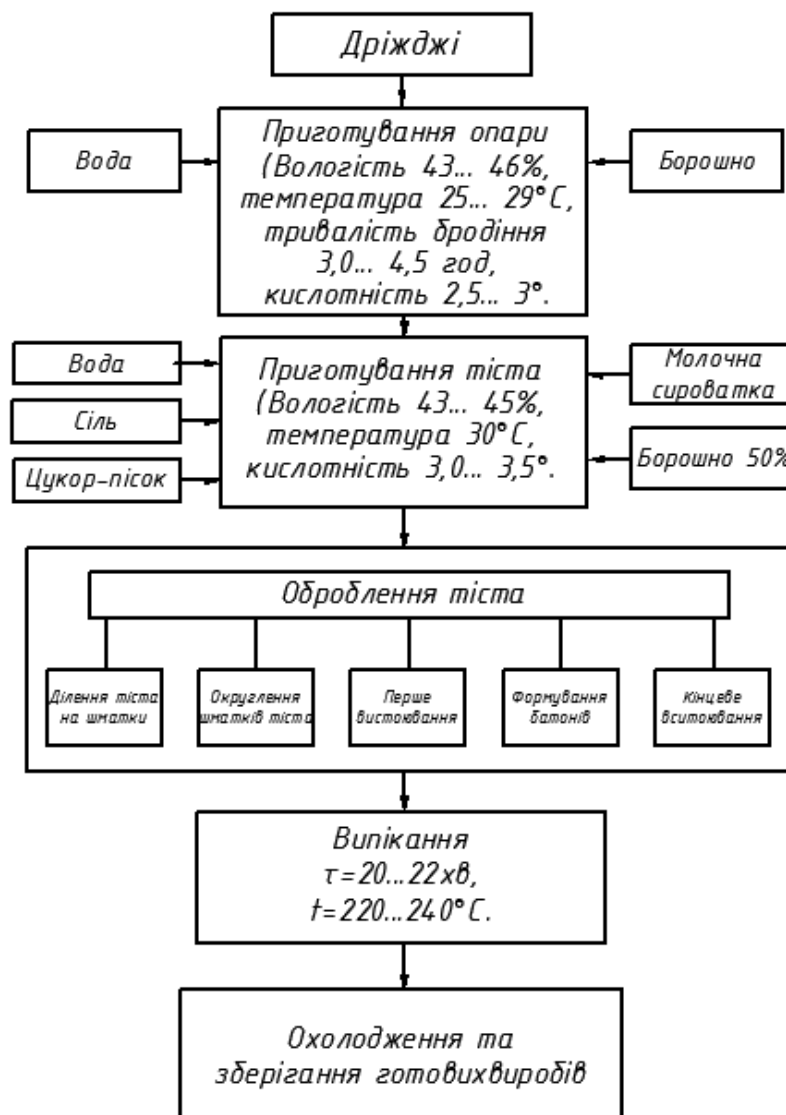 Дріжджі
Приготування опари
(Вологість 43... 46%,
температура 25... 29°С,
тривалість бродіння
3,0... 4,5 год,
кислотність 2,5... 3°.
Вода
Борошно
Приготування тіста
(Вологість 43... 45%,
температура 30°С,
кислотність 3,0... 3,5°.
Вода
Сіль
Цукор-пісок
Молочна
сироватка
Борошно 50%
Оброблення тіста
Ділення тіста
на шматки
Округлення
шматків тіста
Перше
вистоювання
Формування
батонів
Кінцеве
вситоювання
Випікання
τ=20...22хв,
t=220...240°С.
Охолодження та
зберігання готовихвиробів